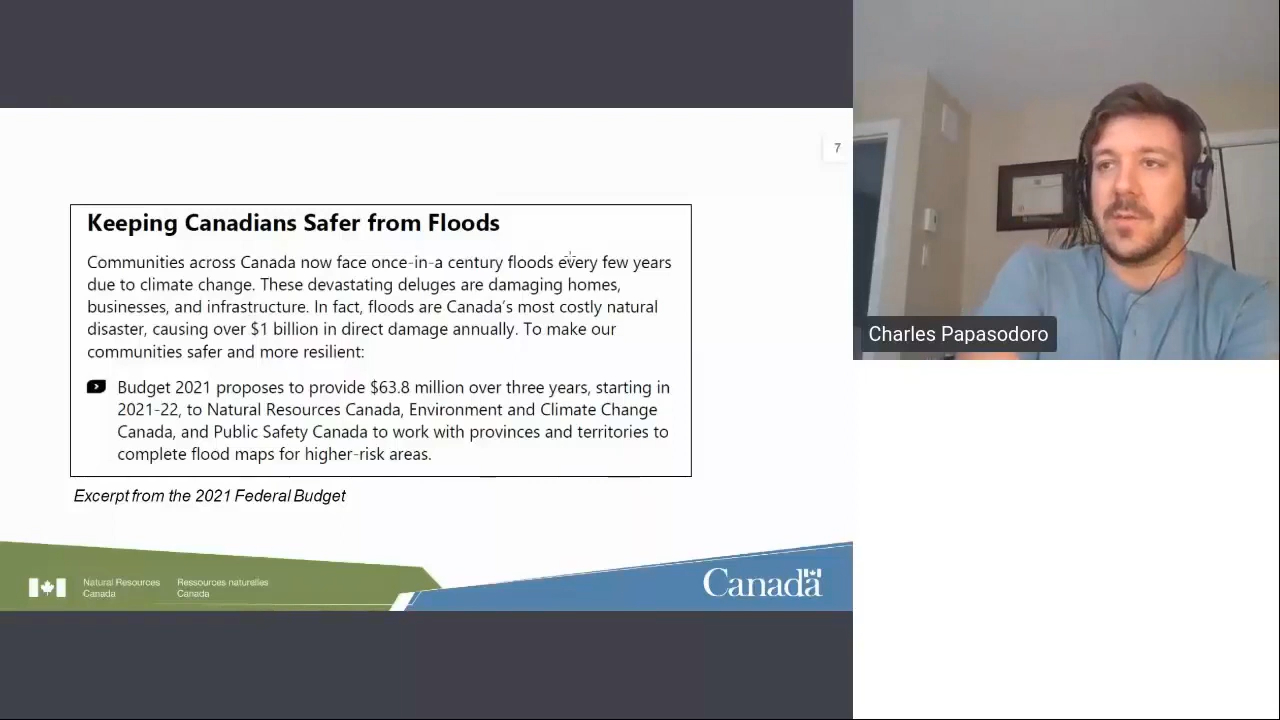 7
Keeping Canadians Safer from Floods
Communities across Canada now face once-in-a century floods every few years
due to climate change. These devastating deluges are damaging homes,
businesses, and infrastructure. In fact, floods are Canada's most costly natural
disaster, causing over $1 billion in direct damage annually. To make our
communities safer and more resilient:
Budget 2021 proposes to provide $63.8 million over three years, starting in
2021-22, to Natural Resources Canada, Environment and Climate Change
Canada, and Public Safety Canada to work with provinces and territories to
complete flood maps for higher-risk areas.
Excerpt from the 2021 Federal Budget
Natural Resources
Canada
Ressources naturelles
Canada
Canada
Charles Papasodoro